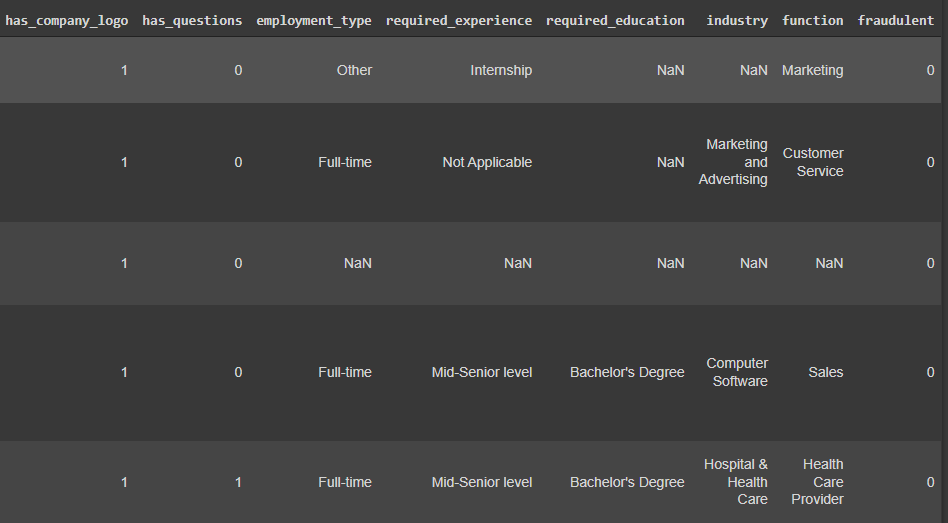 has_company_logo has_questions employment_type required_experience required_education industry function fraudulent
1 0 Other Internship NaN NaN Marketing 0
1 0 Full-time Not Applicable NaN Marketing and Advertising Customer Service 0
1 0 NaN NaN NaN NaN NaN 0
1 0 Full-time Mid-Senior level Bachelor's Degree Computer Software Sales 0
1 1 Full-time Mid-Senior level Bachelor's Degree Hospital & Health Care Health Care Provider 0